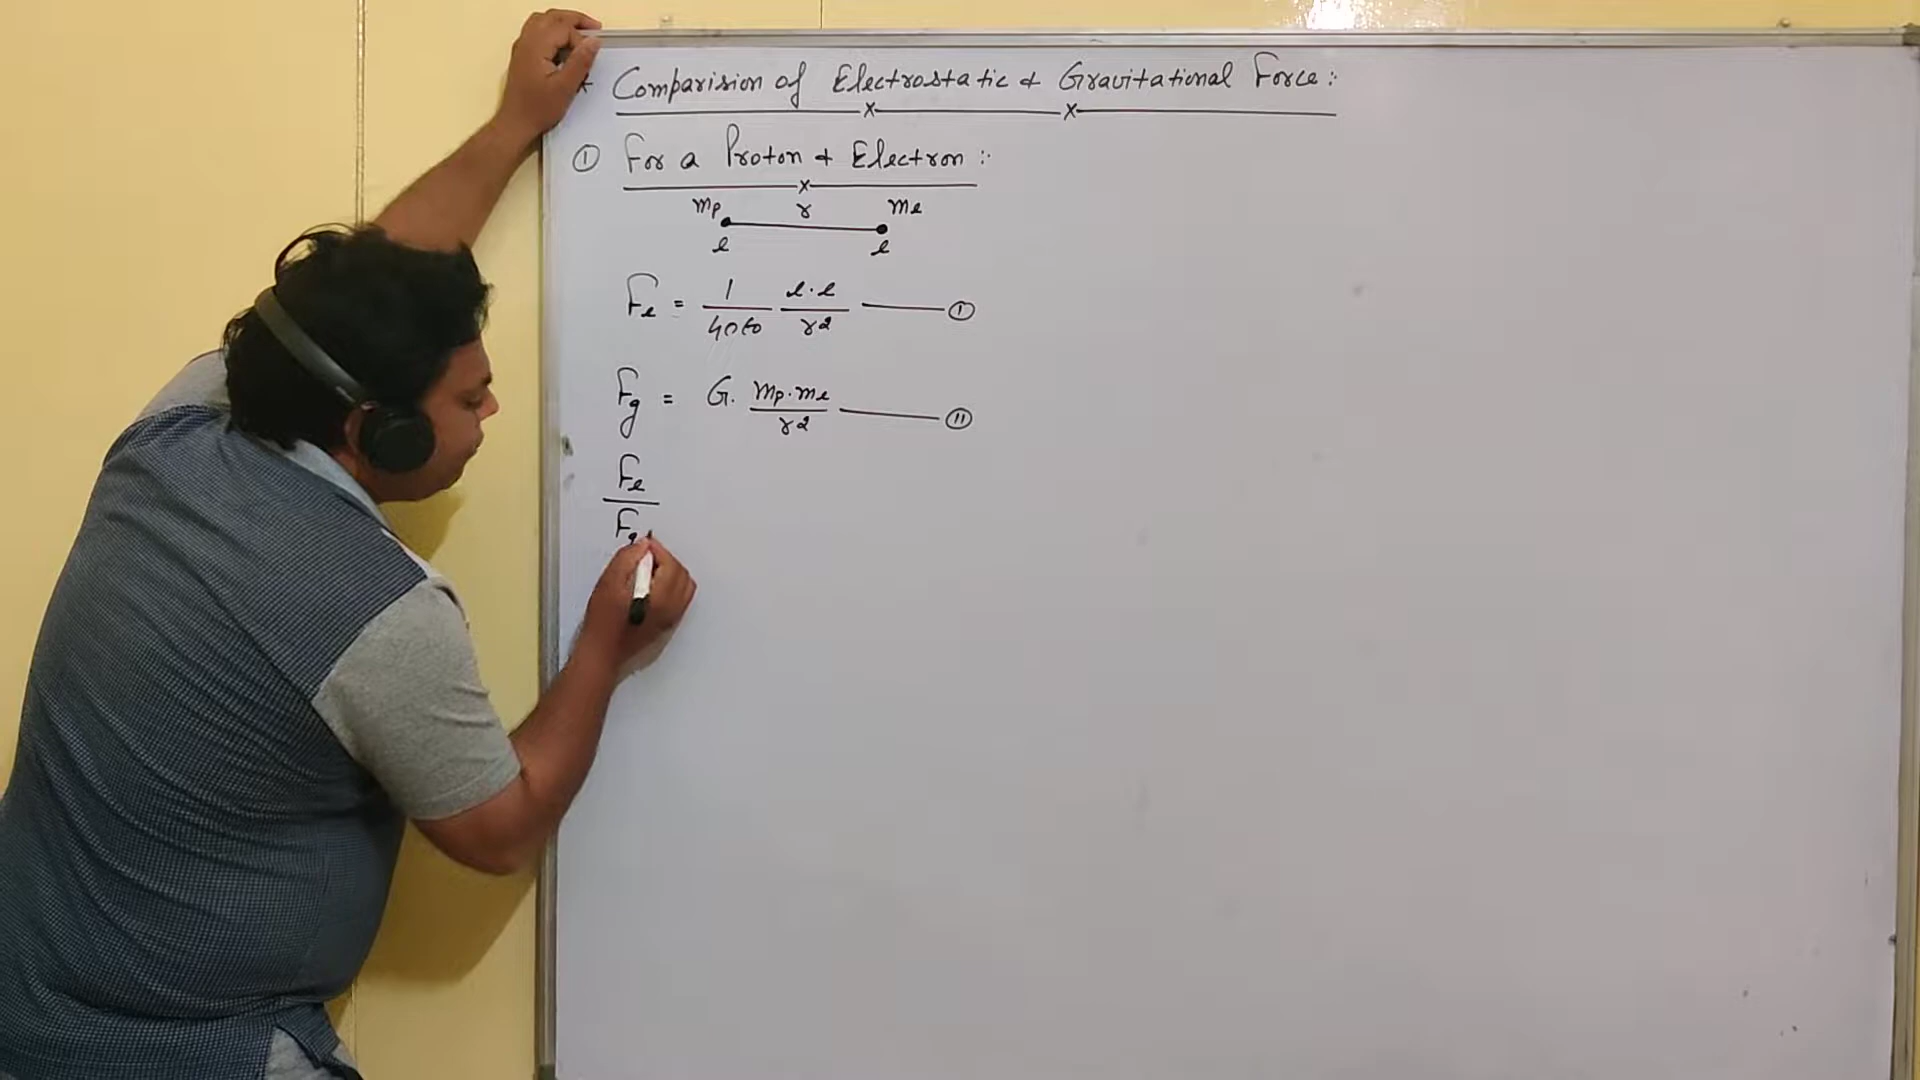 * Comparision of Electrostatic & Gravitational Force :
① For a Proton & Electron :
mp r me
e e
Fe = 1/4πε0 e·e/r2 ——— ①
Fg = G. mp·me/r2 ——— ⑪
Fe/Fg